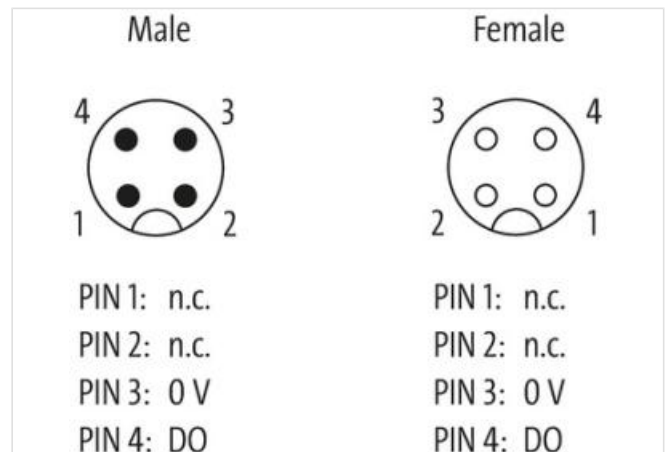 Male Female
4 3 3 4
1 2 2 1
PIN 1: n.c. PIN 1: n.c.
PIN 2: n.c. PIN 2: n.c.
PIN 3: 0 V PIN 3: 0 V
PIN 4: DO PIN 4: DO